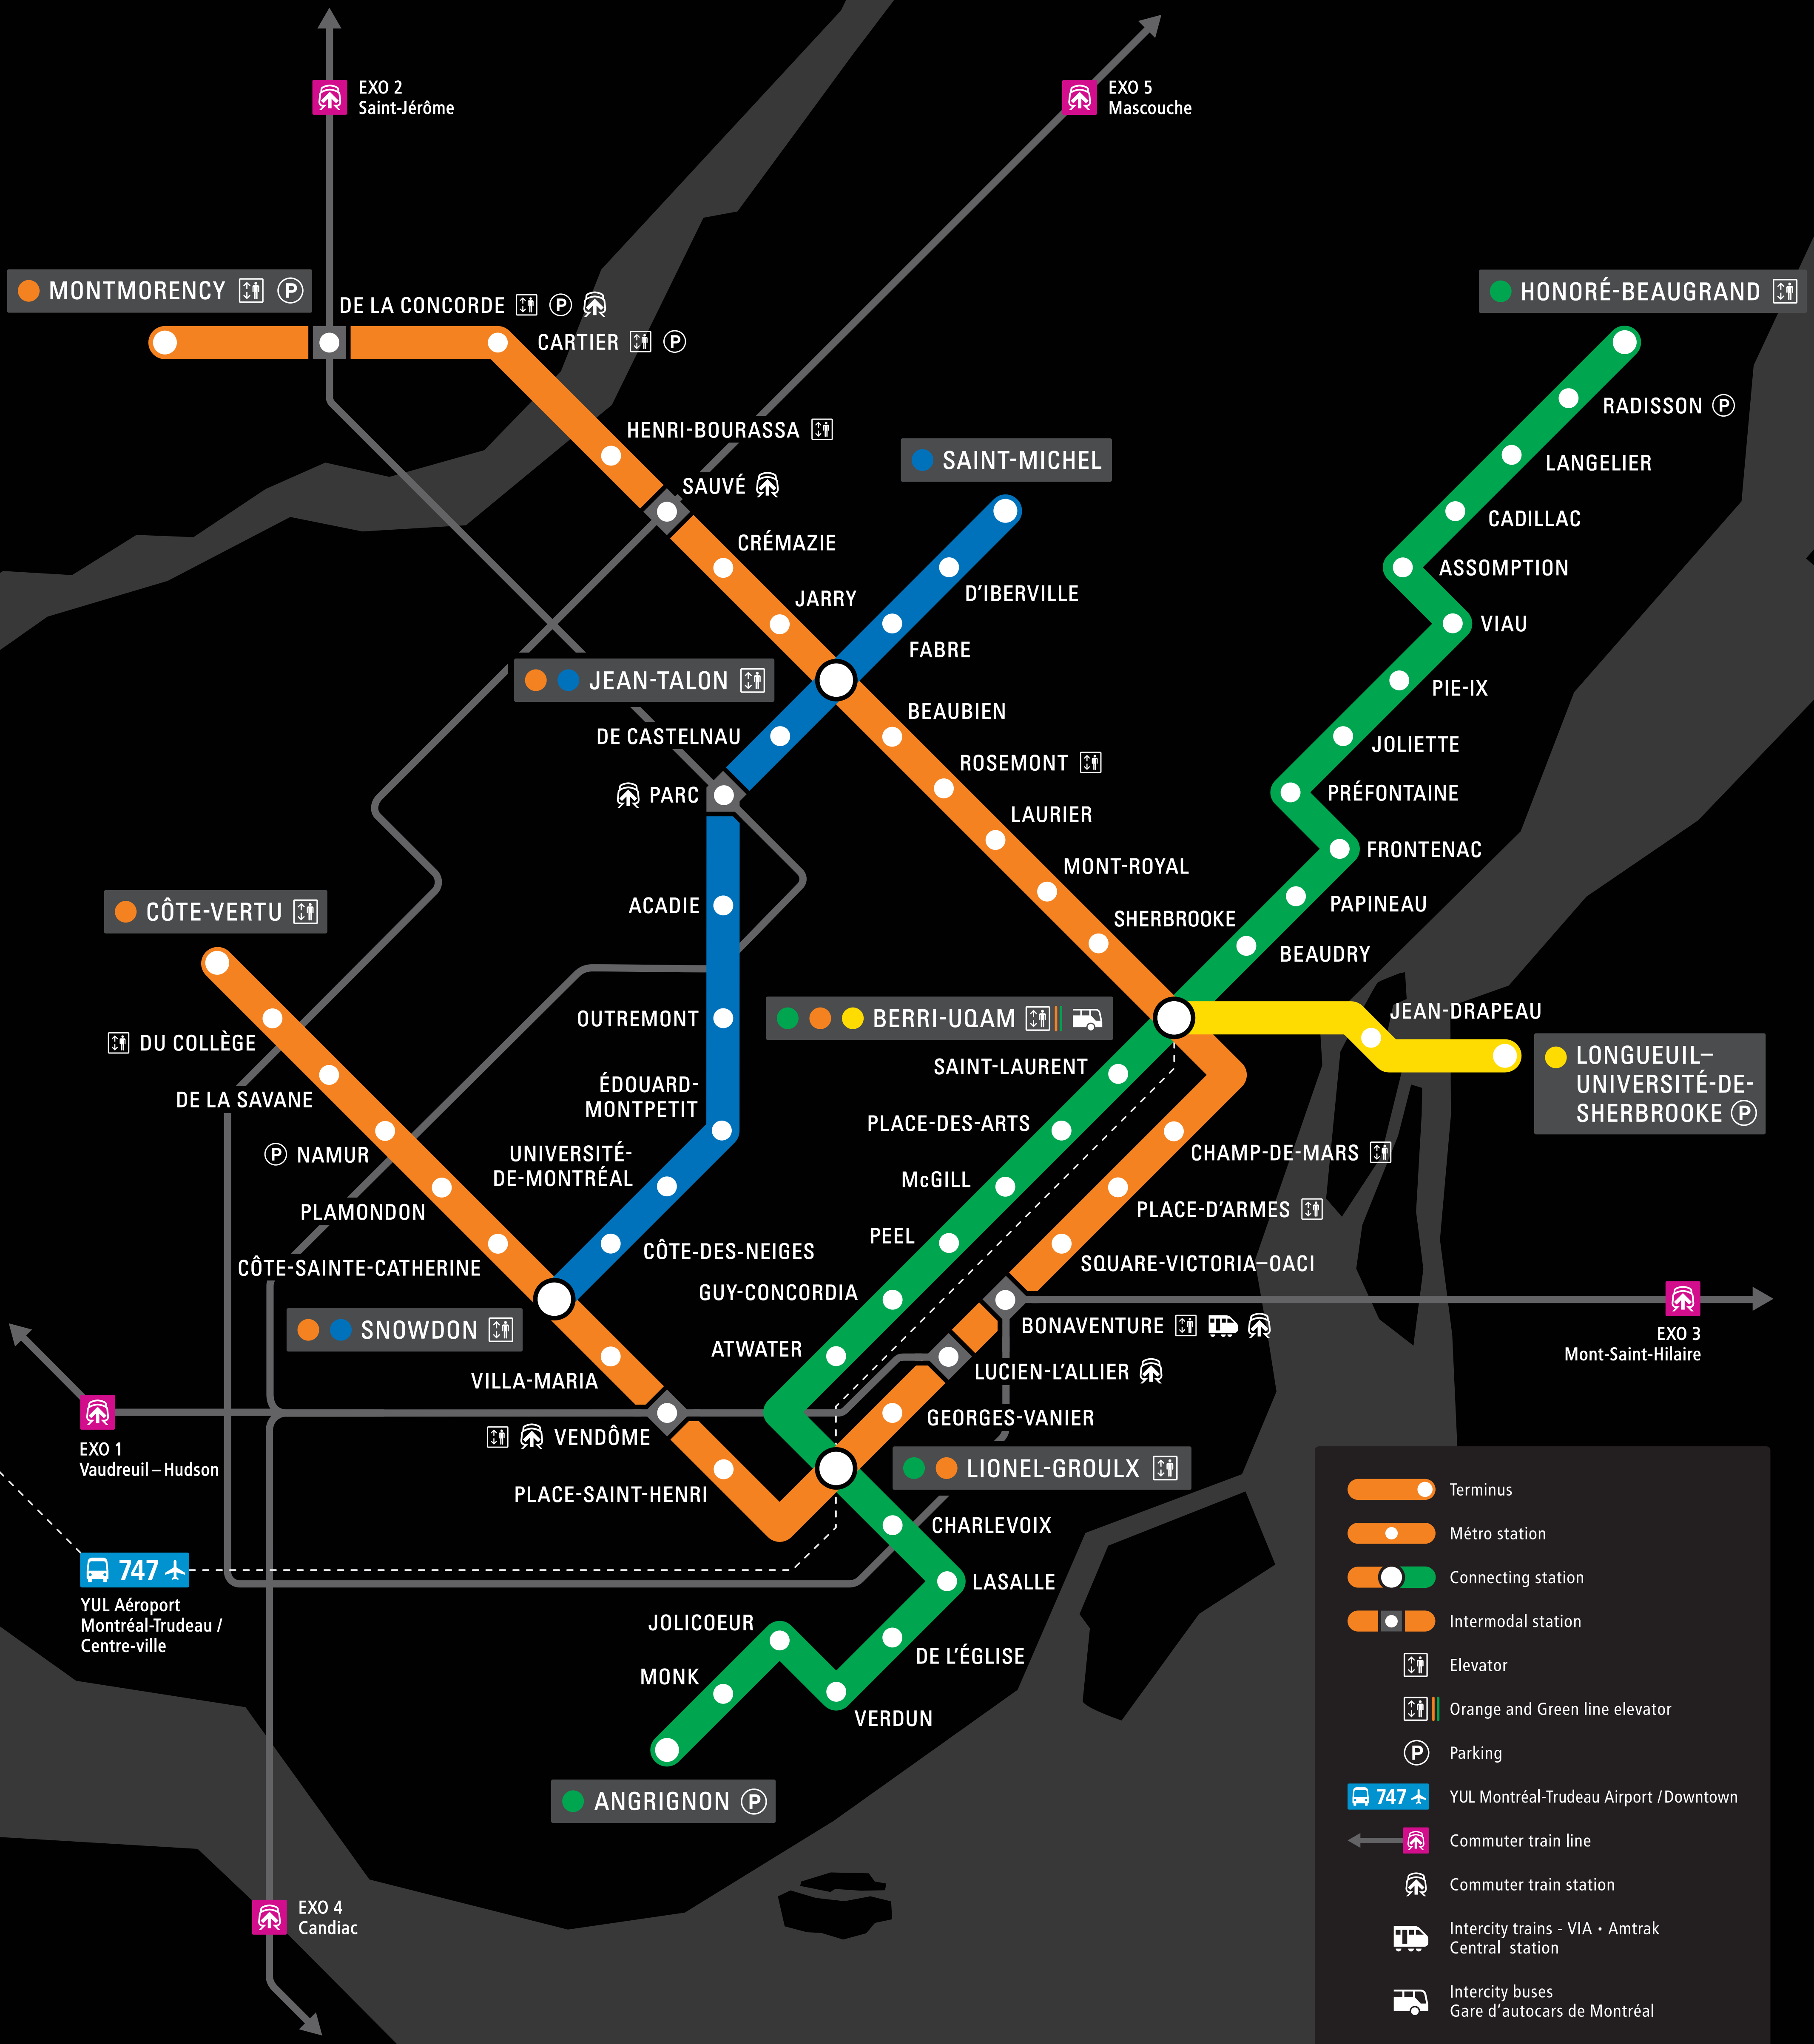 EXO 2
Saint-Jérôme
EXO 5
Mascouche
MONTMORENCY P
HONORÉ-BEAUGRAND
DE LA CONCORDE P
CARTIER P
RADISSON P
HENRI-BOURASSA
SAINT-MICHEL
LANGELIER
SAUVÉ
CADILLAC
CRÉMAZIE
ASSOMPTION
D'IBERVILLE
JARRY
VIAU
FABRE
JEAN-TALON
PIE-IX
BEAUBIEN
DE CASTELNAU
JOLIETTE
ROSEMONT
PARC
PRÉFONTAINE
LAURIER
FRONTENAC
MONT-ROYAL
ACADIE
PAPINEAU
CÔTE-VERTU
SHERBROOKE
BEAUDRY
JEAN-DRAPEAU
OUTREMONT
BERRI-UQAM
DU COLLÈGE
LONGUEUIL–
UNIVERSITÉ-DE-
SHERBROOKE P
SAINT-LAURENT
ÉDOUARD-
MONTPETIT
DE LA SAVANE
PLACE-DES-ARTS
P NAMUR
UNIVERSITÉ-
DE-MONTRÉAL
CHAMP-DE-MARS
McGILL
PLAMONDON
PLACE-D'ARMES
PEEL
CÔTE-DES-NEIGES
CÔTE-SAINTE-CATHERINE
SQUARE-VICTORIA–OACI
GUY-CONCORDIA
SNOWDON
BONAVENTURE
EXO 3
Mont-Saint-Hilaire
ATWATER
LUCIEN-L'ALLIER
VILLA-MARIA
GEORGES-VANIER
VENDÔME
EXO 1
Vaudreuil–Hudson
LIONEL-GROULX
PLACE-SAINT-HENRI
CHARLEVOIX
747
YUL Aéroport
Montréal-Trudeau /
Centre-ville
LASALLE
JOLICOEUR
DE L'ÉGLISE
MONK
VERDUN
ANGRIGNON P
EXO 4
Candiac
Terminus
Métro station
Connecting station
Intermodal station
Elevator
Orange and Green line elevator
P Parking
747 YUL Montréal-Trudeau Airport / Downtown
Commuter train line
Commuter train station
Intercity trains - VIA • Amtrak
Central station
Intercity buses
Gare d'autocars de Montréal